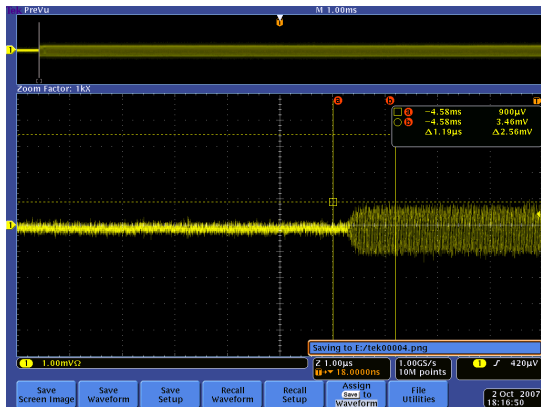 Tek PreVu M 1.00ms
T
1
Zoom Factor: 1kX
a b T
a -4.58ms 900µV
b -4.58ms 3.46mV
Δ1.19µs Δ2.56mV
1
Saving to E:/tek00004.png
1 1.00mVΩ
Z 1.00µs
T→▼ 18.0000ns
1.00GS/s
10M points
1 420µV
Save Screen Image
Save Waveform
Save Setup
Recall Waveform
Recall Setup
Assign Save to Waveform
File Utilities
2 Oct 2007
18:16:50